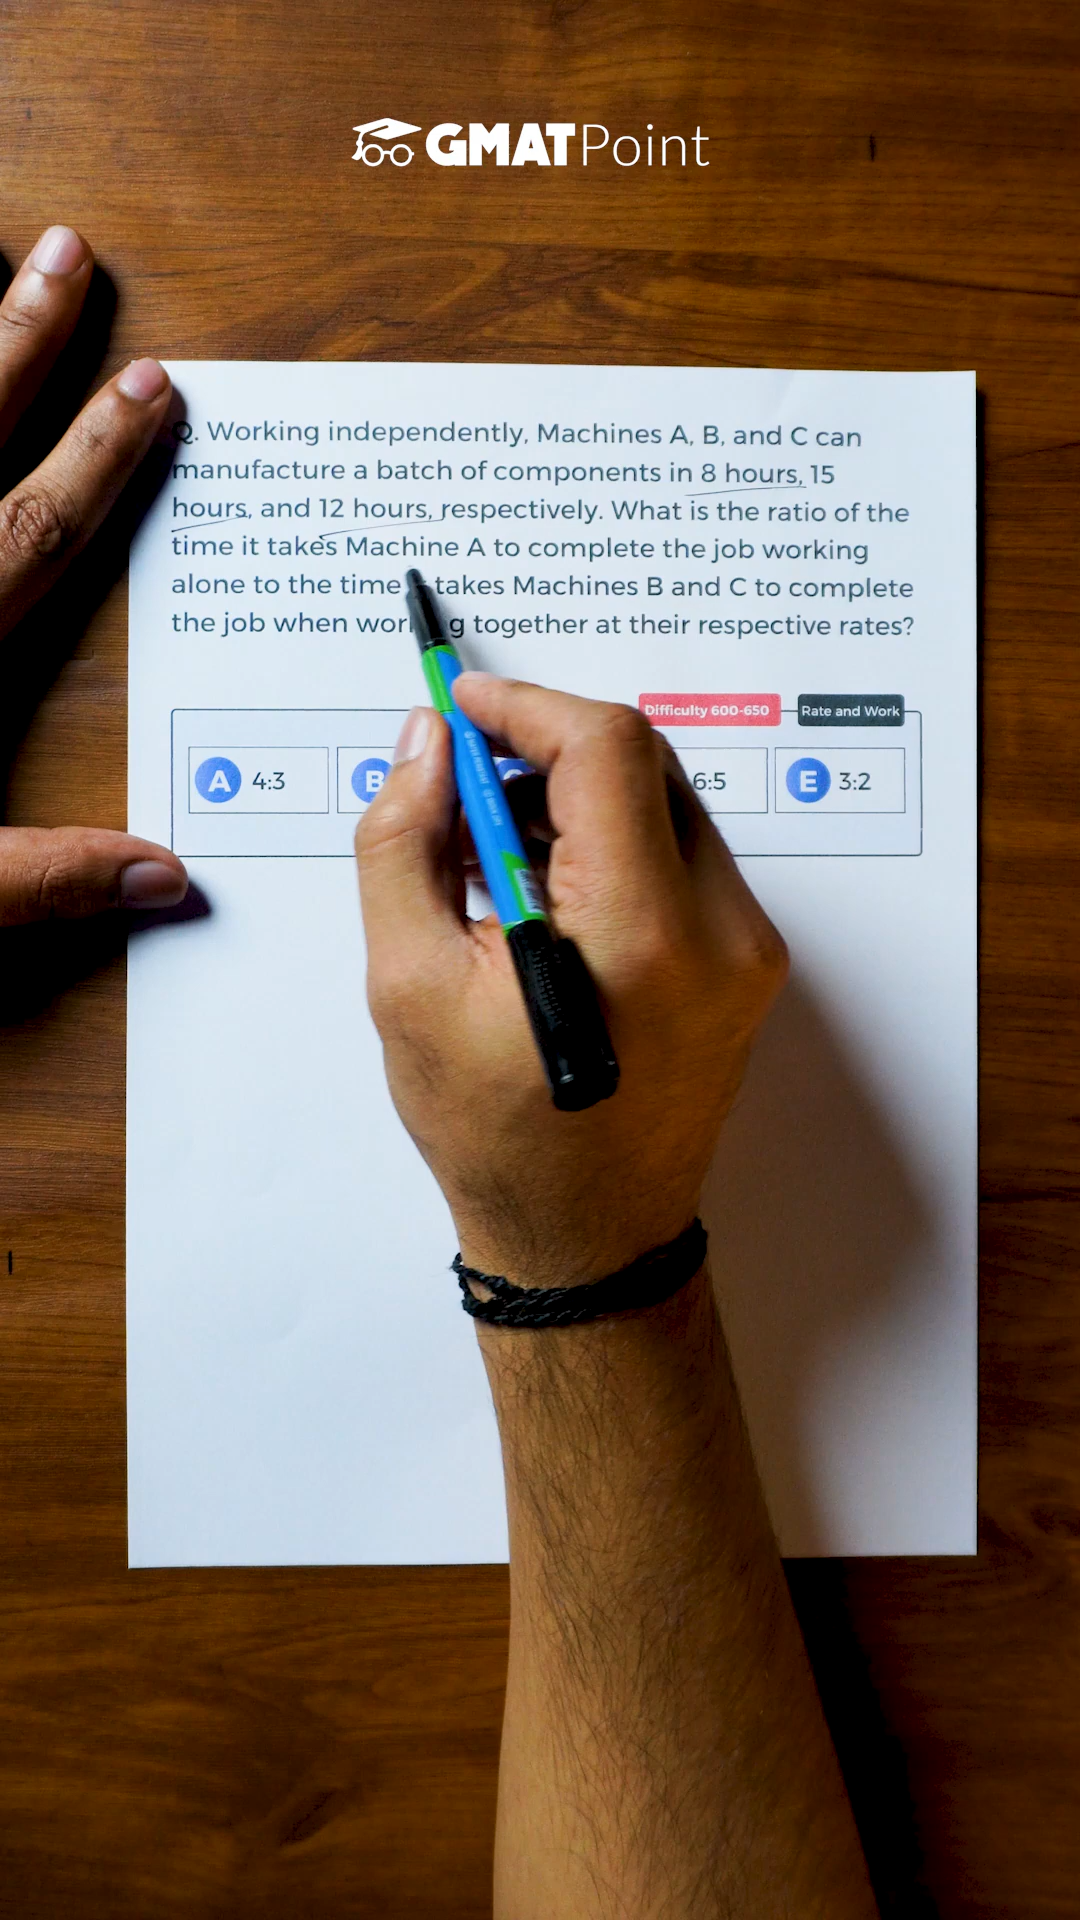 GMATPoint
Q. Working independently, Machines A, B, and C can
manufacture a batch of components in 8 hours, 15
hours, and 12 hours, respectively. What is the ratio of the
time it takes Machine A to complete the job working
alone to the time takes Machines B and C to complete
the job when together at their respective rates?
Difficulty 600-650 Rate and Work
A 4:3 B 6:5 E 3:2